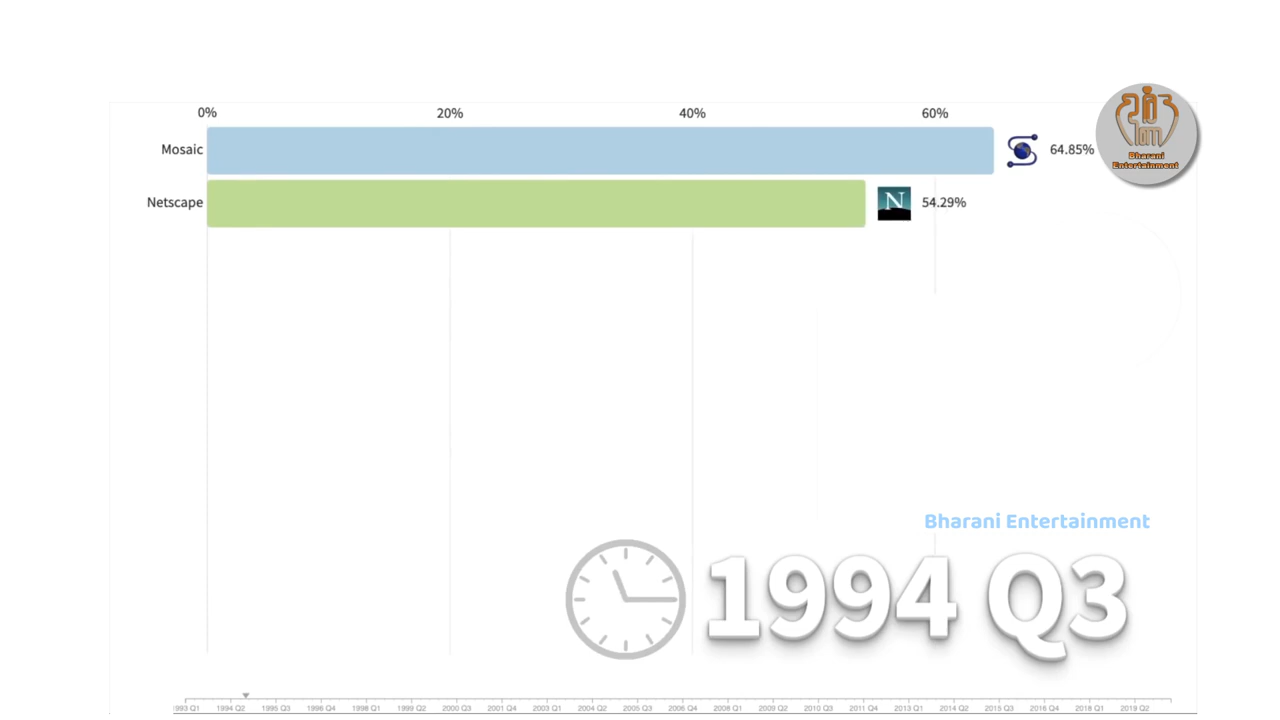 0% 20% 40% 60%
Mosaic 64.85%
Netscape N 54.29%
Bharani
Entertainment
Bharani Entertainment
1994 Q3
1993 Q1 1994 Q2 1995 Q3 1996 Q4 1998 Q1 1999 Q2 2000 Q3 2001 Q4 2003 Q1 2004 Q2 2005 Q3 2006 Q4 2008 Q1 2009 Q2 2010 Q3 2011 Q4 2013 Q1 2014 Q2 2015 Q3 2016 Q4 2018 Q1 2019 Q2